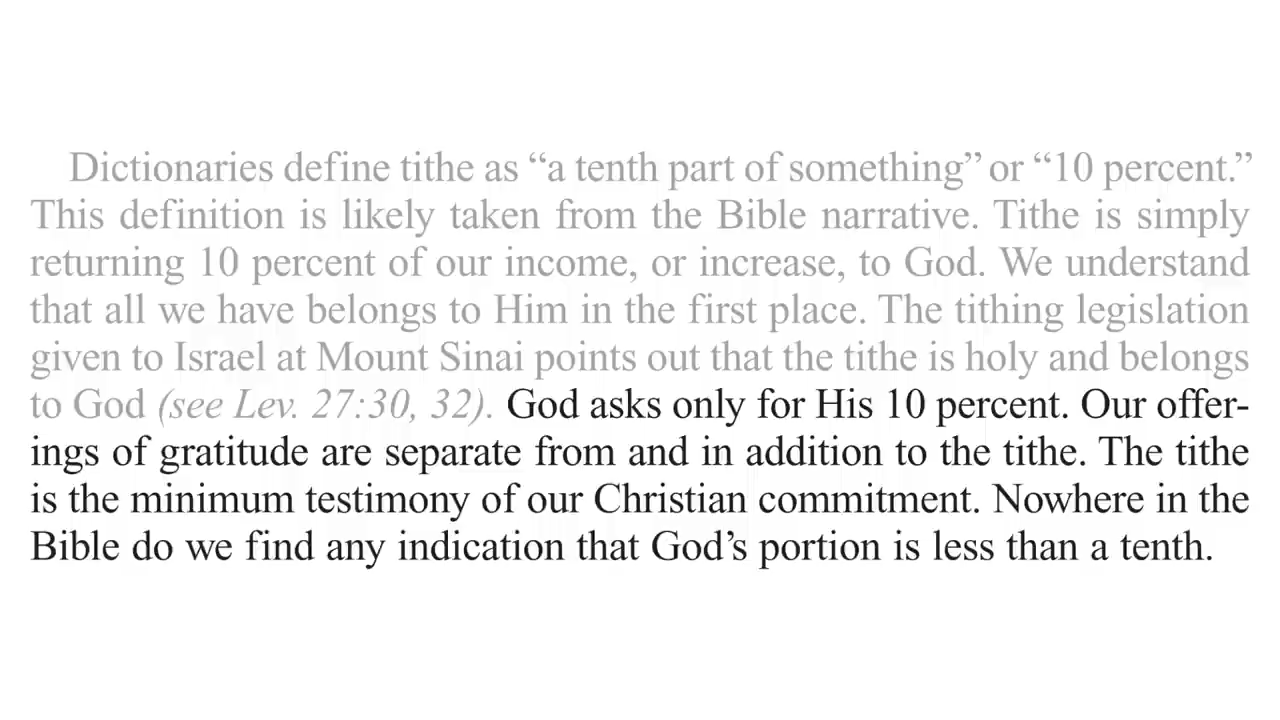 Dictionaries define tithe as “a tenth part of something” or “10 percent.”
This definition is likely taken from the Bible narrative. Tithe is simply
returning 10 percent of our income, or increase, to God. We understand
that all we have belongs to Him in the first place. The tithing legislation
given to Israel at Mount Sinai points out that the tithe is holy and belongs
to God (see Lev. 27:30, 32). God asks only for His 10 percent. Our offer-
ings of gratitude are separate from and in addition to the tithe. The tithe
is the minimum testimony of our Christian commitment. Nowhere in the
Bible do we find any indication that God’s portion is less than a tenth.